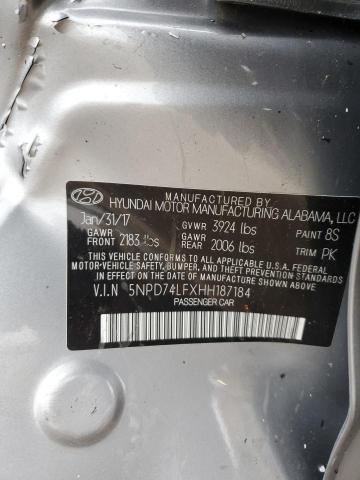 MANUFACTURED BY
HYUNDAI MOTOR MANUFACTURING ALABAMA, LLC
Jan/31/17 GVWR 3924 lbs PAINT 8S
GAWR FRONT 2183 lbs GAWR REAR 2006 lbs TRIM PK
THIS VEHICLE CONFORMS TO ALL APPLICABLE U.S.A FEDERAL
MOTOR-VEHICLE SAFETY, BUMPER, AND THEFT PREVENTION STANDARDS
IN EFFECT ON THE DATE OF MANUFACTURE SHOWN ABOVE.
V.I.N 5NPD74LFXHH187184
PASSENGER CAR